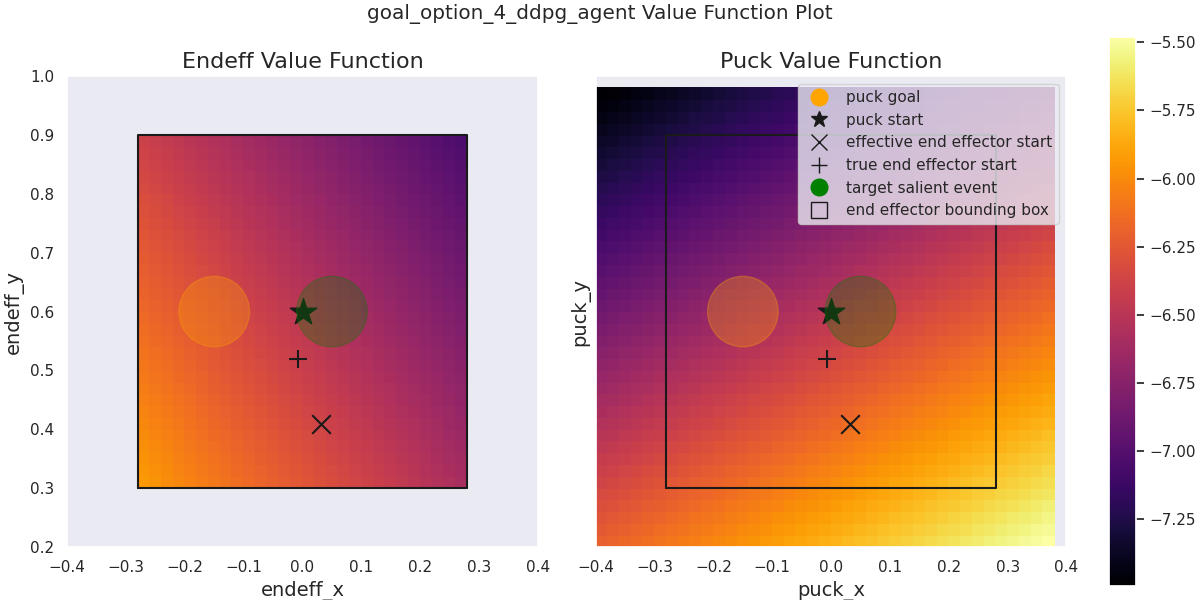 goal_option_4_ddpg_agent Value Function Plot
Endeff Value Function
endeff_y
1.0
0.9
0.8
0.7
0.6
0.5
0.4
0.3
0.2
−0.4 −0.3 −0.2 −0.1 0.0 0.1 0.2 0.3 0.4
endeff_x
Puck Value Function
puck_y
puck goal
puck start
effective end effector start
true end effector start
target salient event
end effector bounding box
−0.4 −0.3 −0.2 −0.1 0.0 0.1 0.2 0.3 0.4
puck_x
−5.50
−5.75
−6.00
−6.25
−6.50
−6.75
−7.00
−7.25